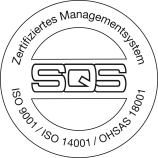 Zertifiziertes Managementsystem
SQS
ISO 9001 / ISO 14001 / OHSAS 18001